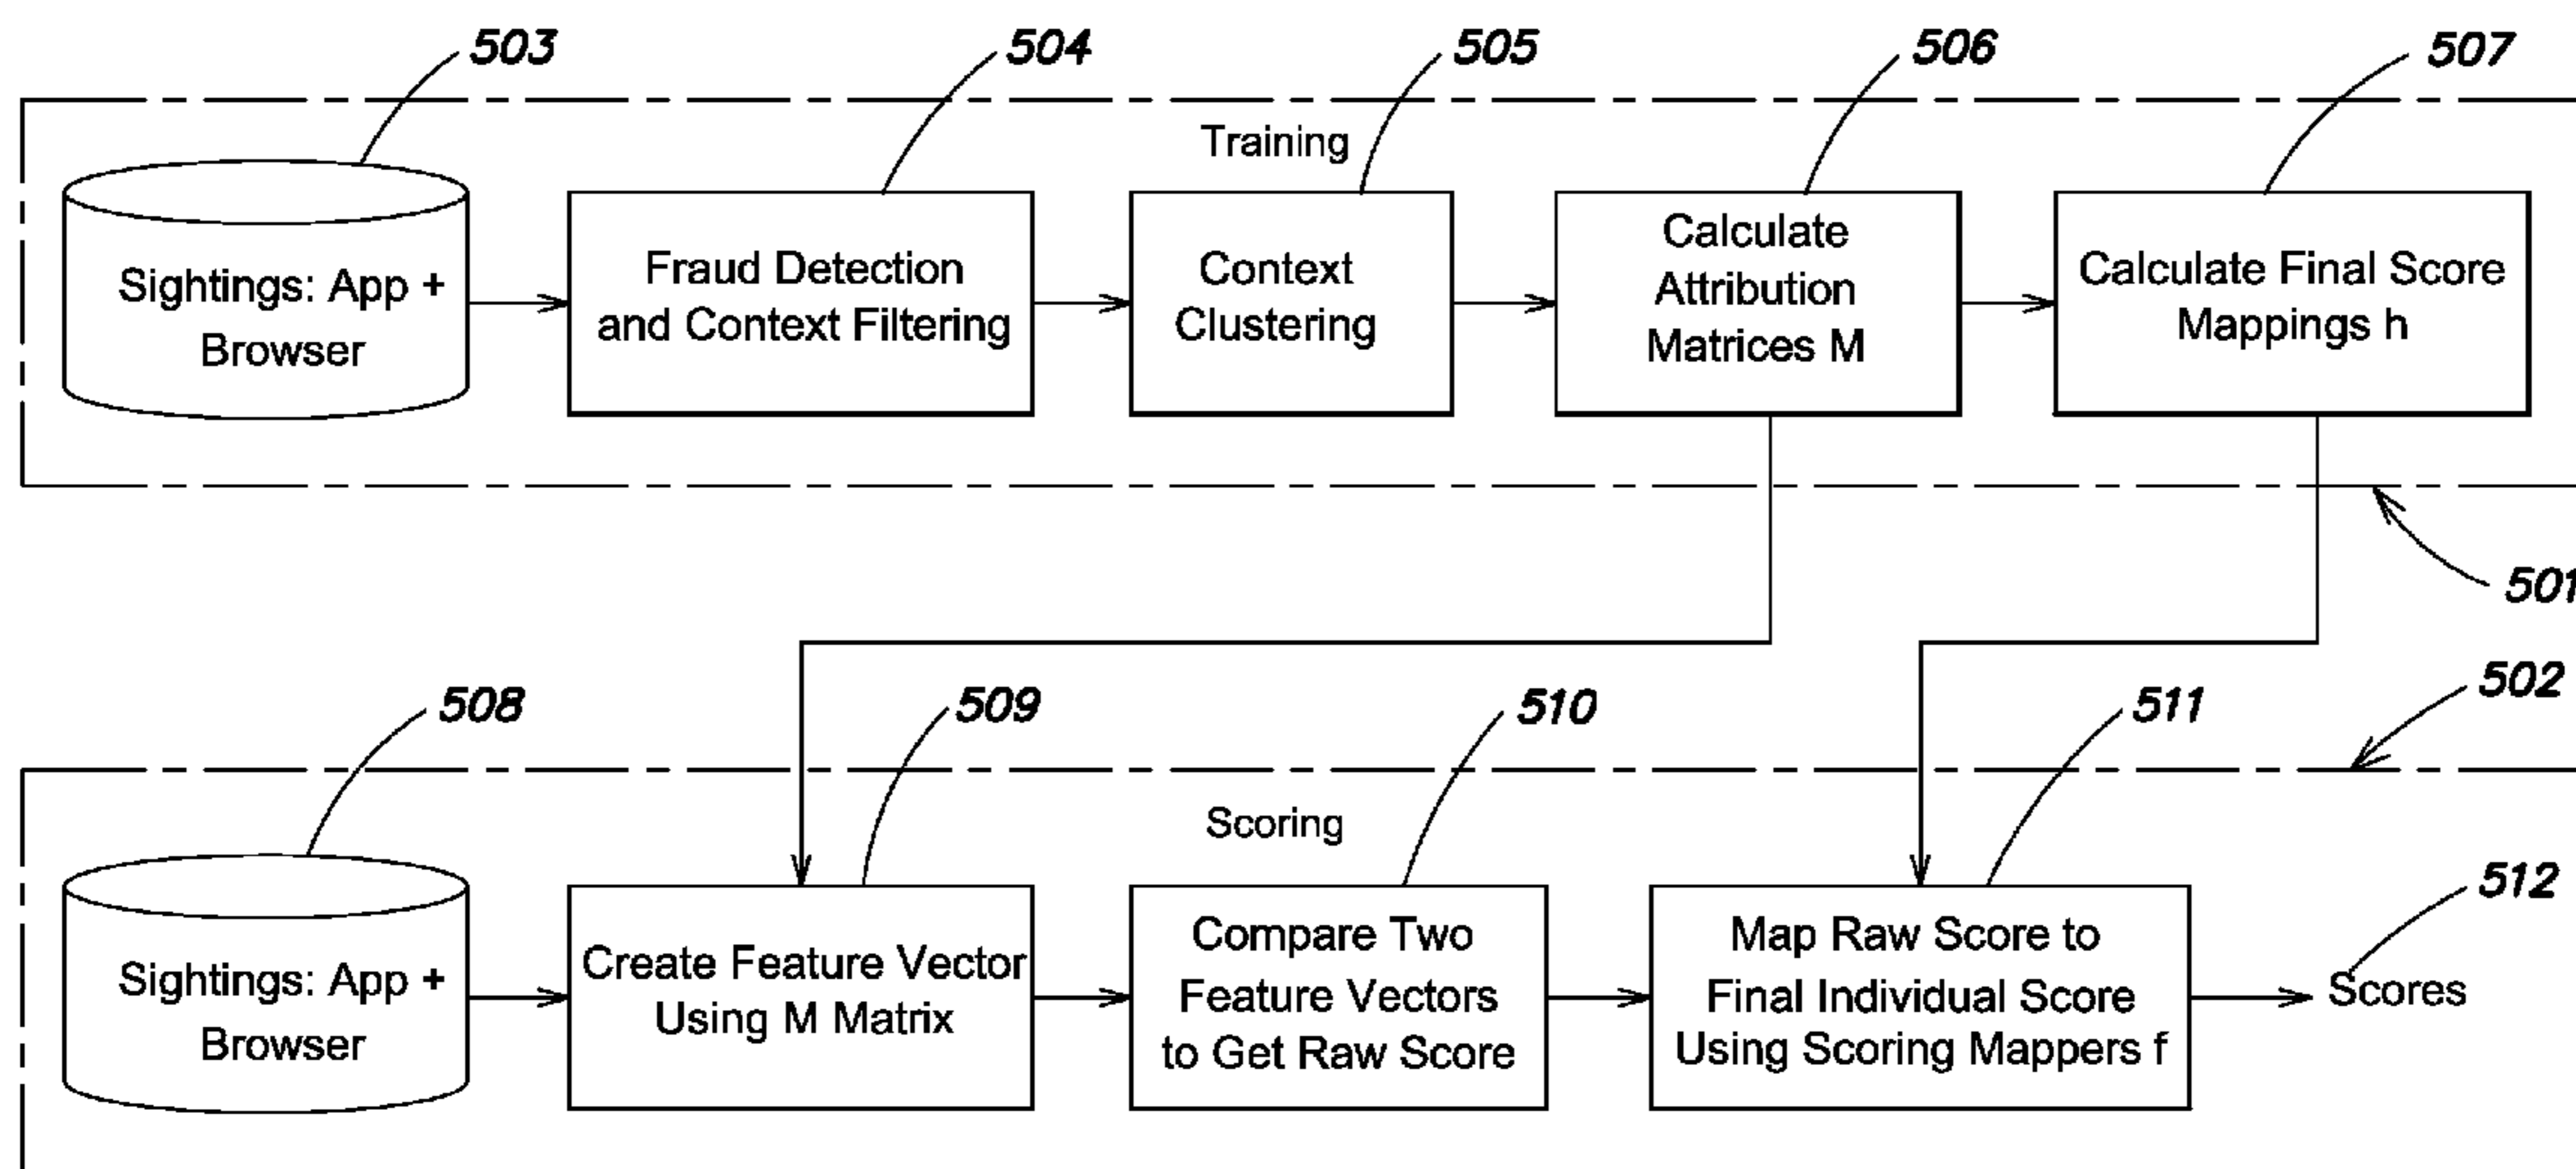 503
504
505
506
507
Training
Sightings: App +
Browser
Fraud Detection
and Context Filtering
Context
Clustering
Calculate
Attribution
Matrices M
Calculate Final Score
Mappings h
501
502
508
509
510
511
Scoring
512
Sightings: App +
Browser
Create Feature Vector
Using M Matrix
Compare Two
Feature Vectors
to Get Raw Score
Map Raw Score to
Final Individual Score
Using Scoring Mappers f
Scores